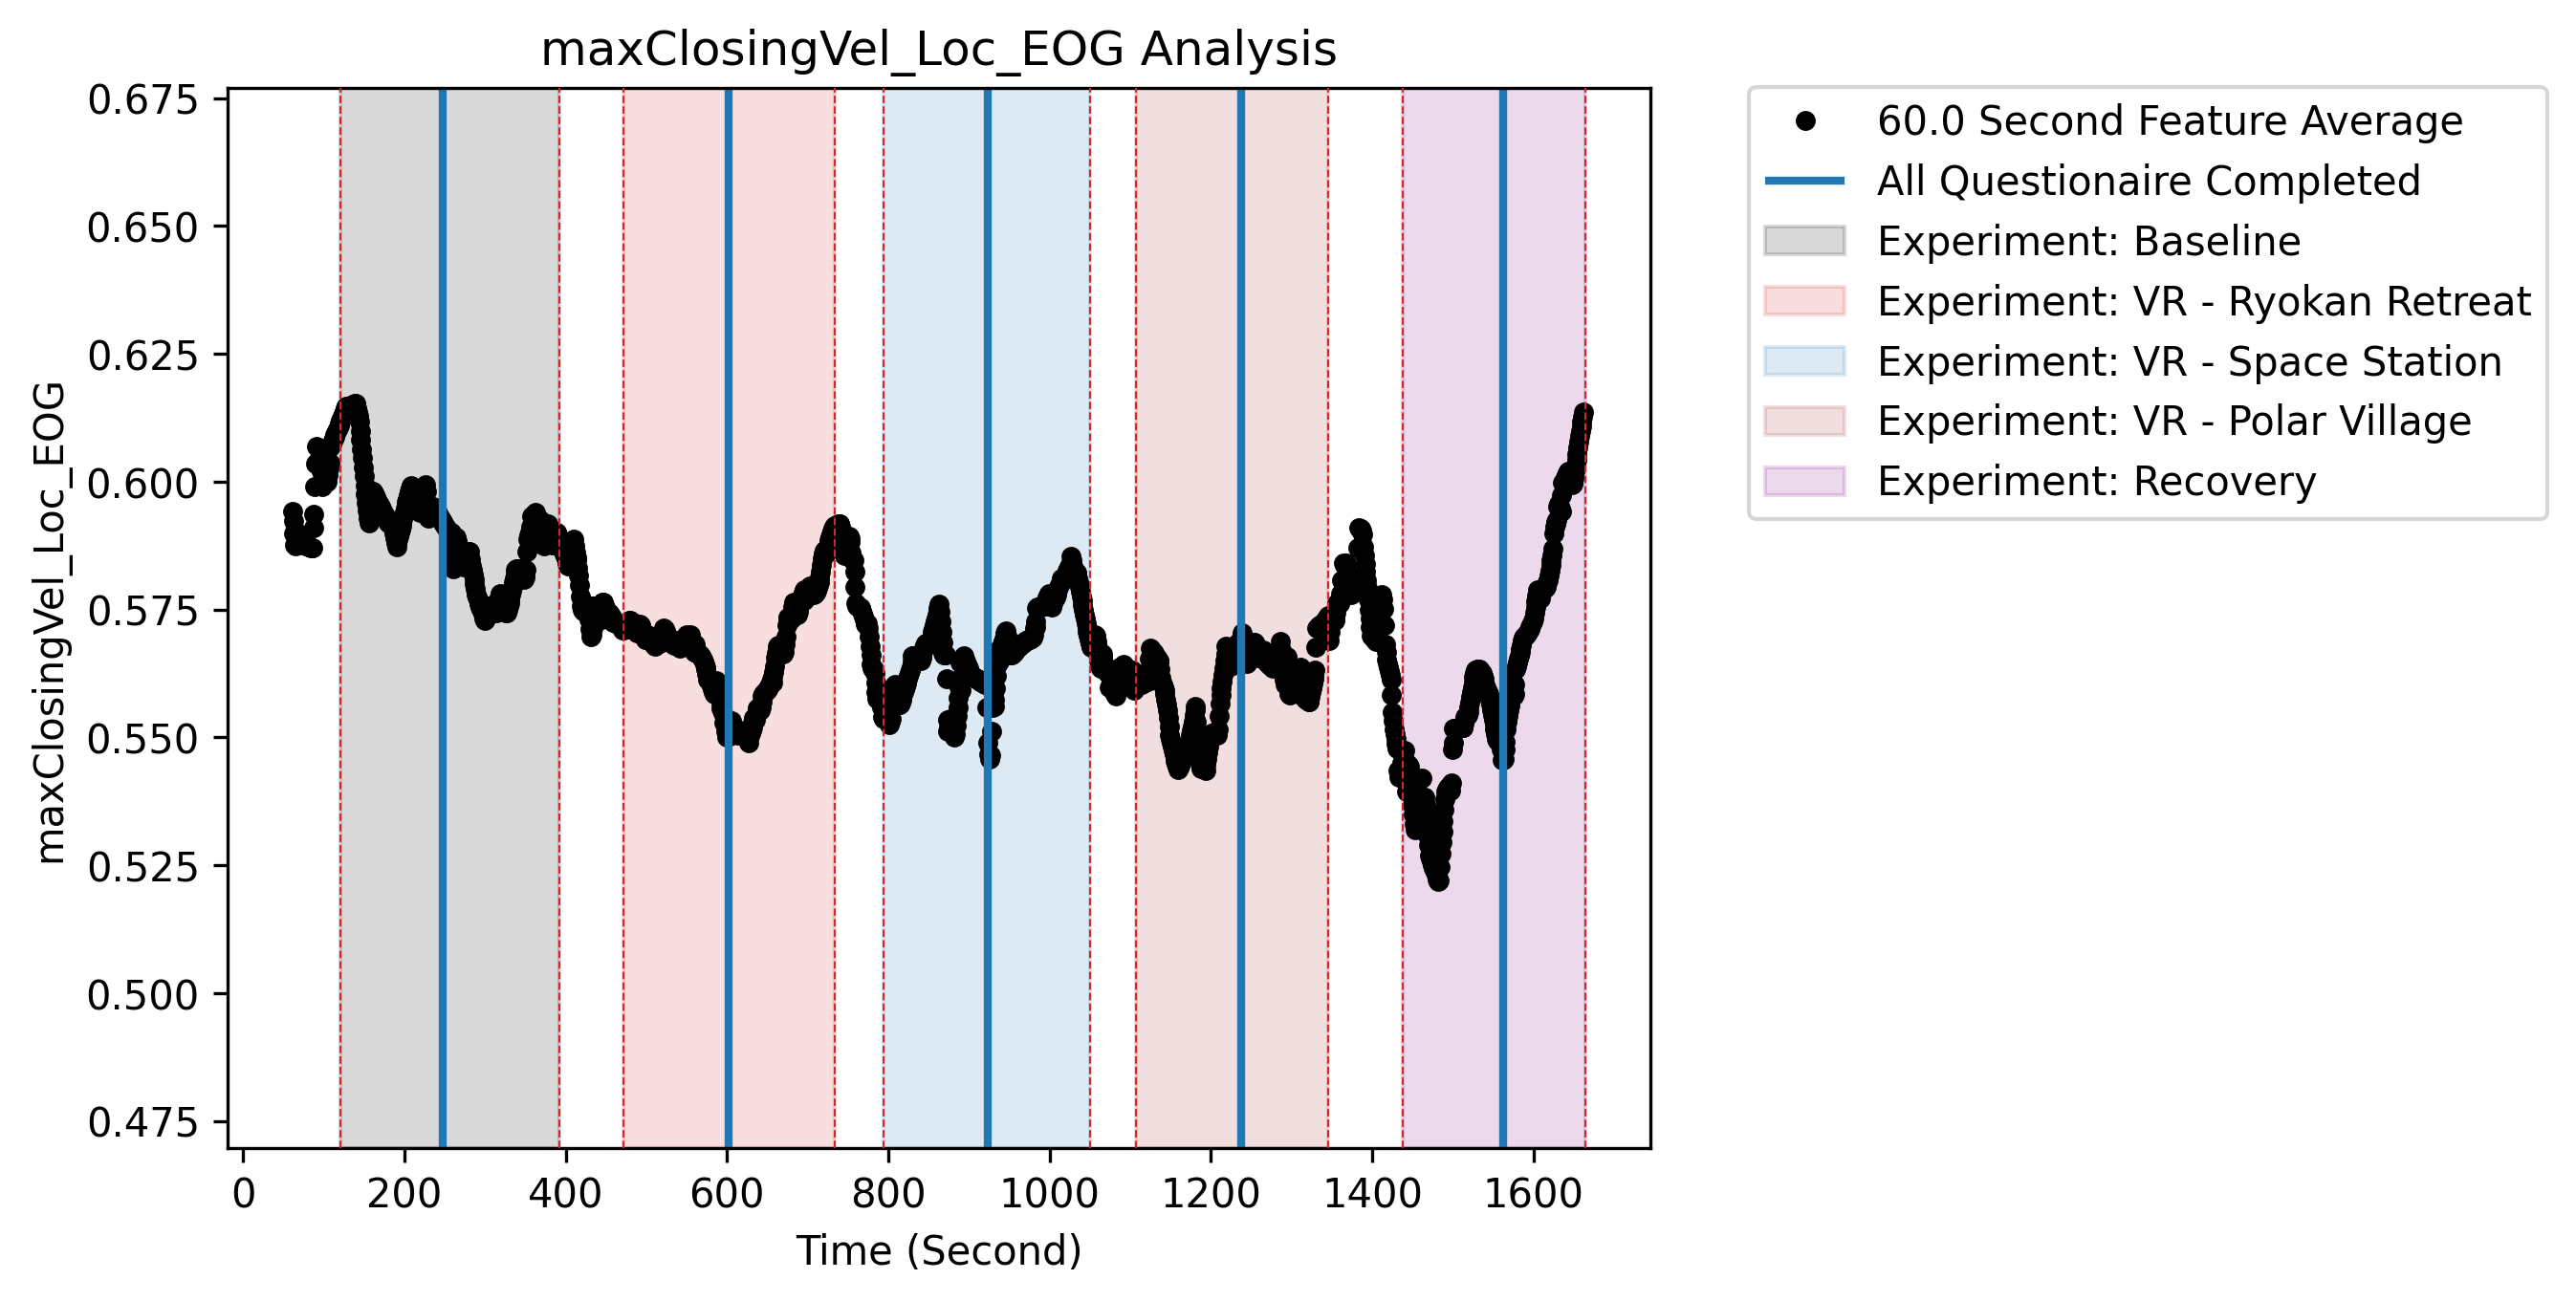 maxClosingVel_Loc_EOG Analysis
maxClosingVel_Loc_EOG
0.675
0.650
0.625
0.600
0.575
0.550
0.525
0.500
0.475
0
200
400
600
800
1000
1200
1400
1600
Time (Second)
60.0 Second Feature Average
All Questionaire Completed
Experiment: Baseline
Experiment: VR - Ryokan Retreat
Experiment: VR - Space Station
Experiment: VR - Polar Village
Experiment: Recovery